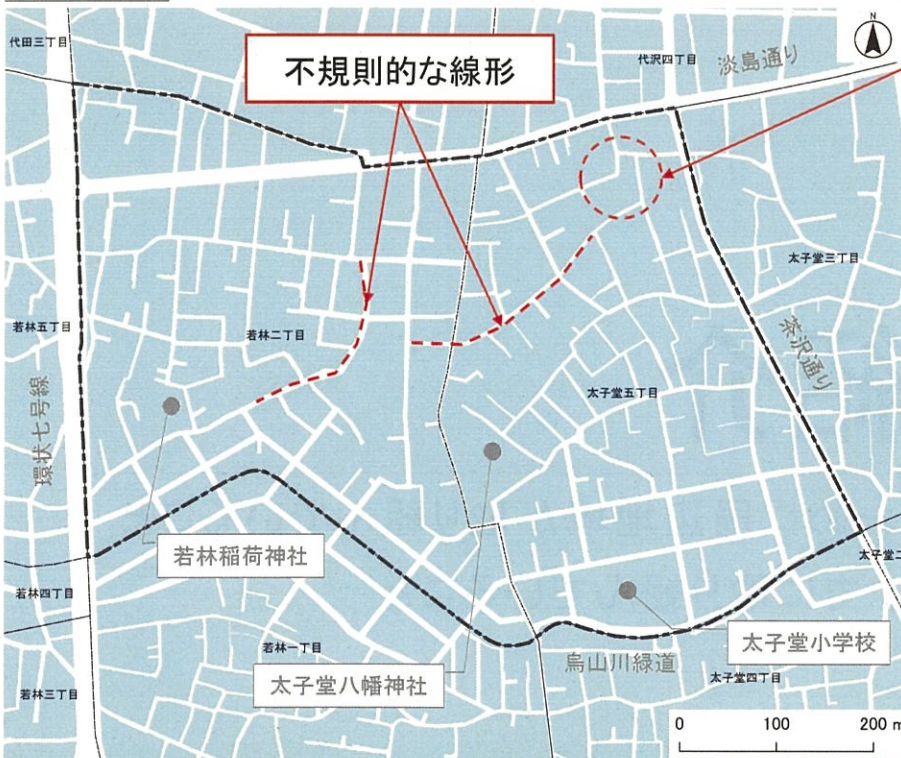 代田三丁目
不規則的な線形
代沢四丁目
淡島通り
N
太子堂三丁目
若林五丁目
若林二丁目
茶沢通り
太子堂五丁目
環状七号線
若林稲荷神社
太子堂二
若林四丁目
若林一丁目
太子堂小学校
烏山川緑道
太子堂八幡神社
太子堂四丁目
若林三丁目
0 100 200 m